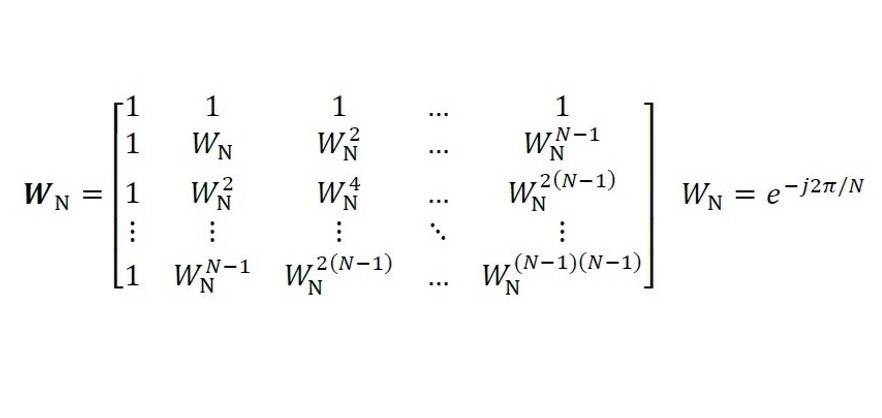 1 1 1 … 1
1 W_N W_N^2 … W_N^{N−1}
W_N = 1 W_N^2 W_N^4 … W_N^{2(N−1)} W_N = e^{−j2π/N}
⋮ ⋮ ⋮ ⋱ ⋮
1 W_N^{N−1} W_N^{2(N−1)} … W_N^{(N−1)(N−1)}